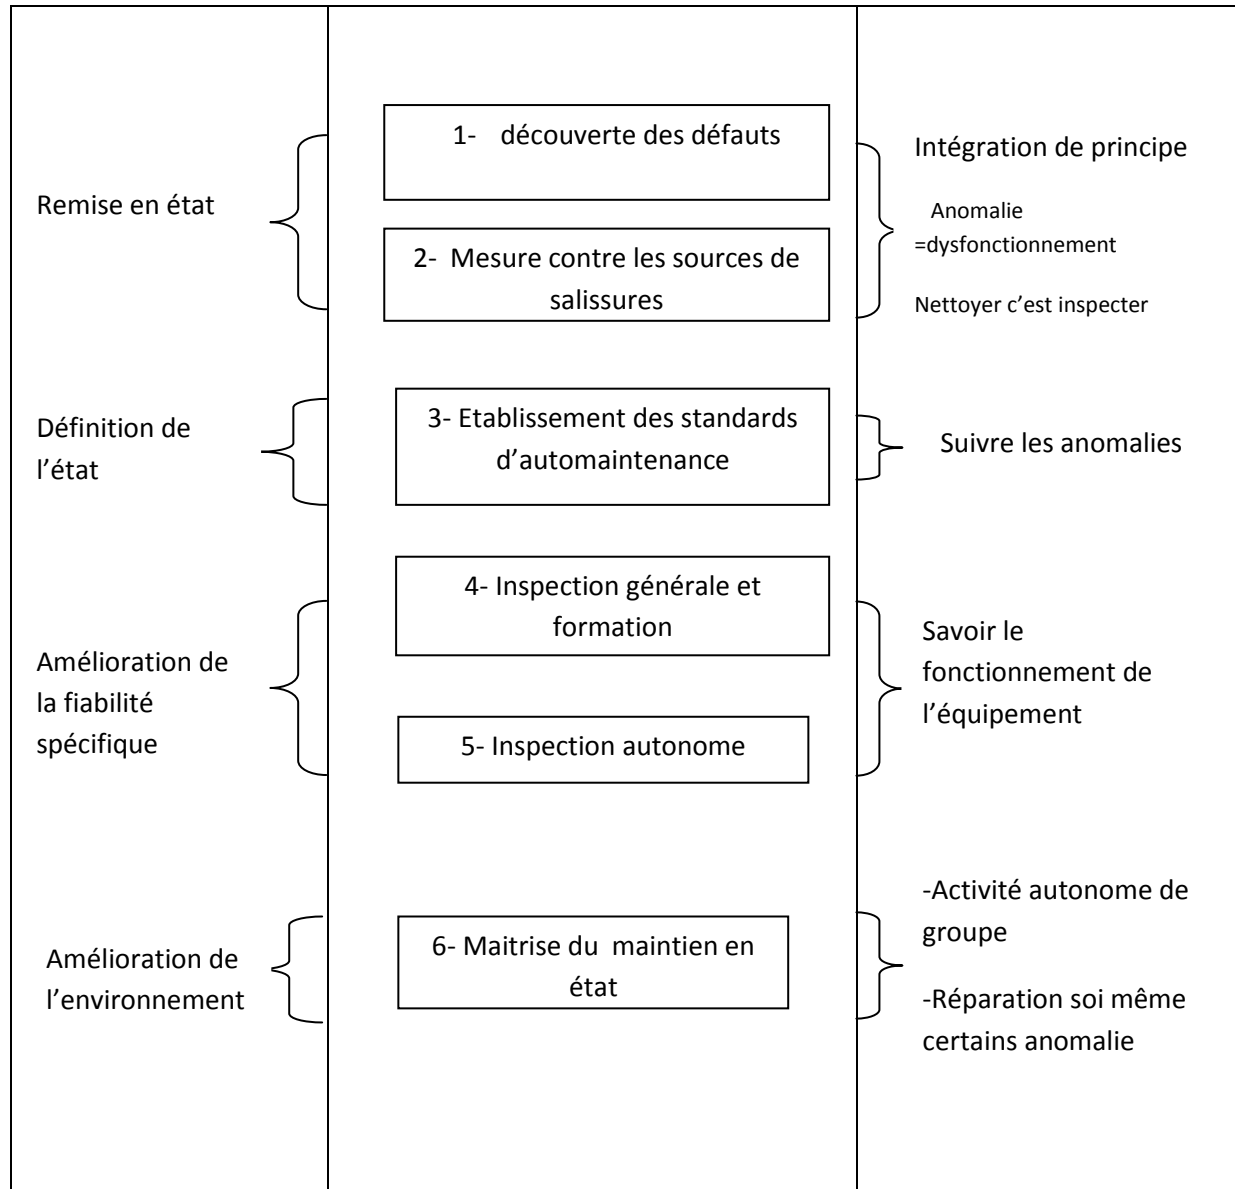 Remise en état
1- découverte des défauts
2- Mesure contre les sources de
salissures
Intégration de principe
Anomalie
=dysfonctionnement
Nettoyer c’est inspecter
Définition de
l’état
3- Etablissement des standards
d’automaintenance
Suivre les anomalies
Amélioration de
la fiabilité
spécifique
4- Inspection générale et
formation
5- Inspection autonome
Savoir le
fonctionnement de
l’équipement
Amélioration de
l’environnement
6- Maitrise du maintien en
état
-Activité autonome de
groupe
-Réparation soi même
certains anomalie